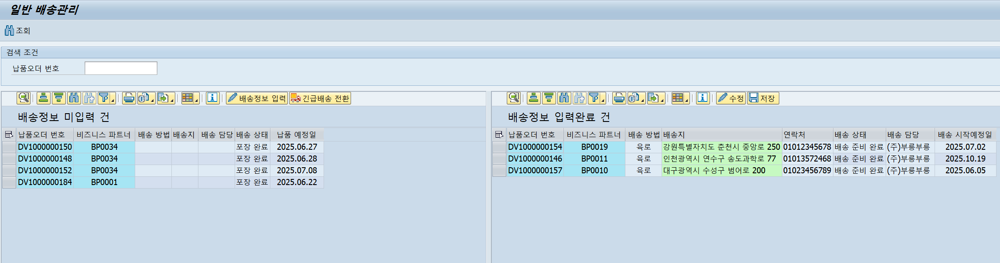 일반 배송관리
조회
검색 조건
납품오더 번호
배송정보 입력 긴급배송 전환
배송정보 미입력 건
납품오더 번호 비즈니스 파트너 배송 방법 배송지 배송 담당 배송 상태 납품 예정일
DV1000000150 BP0034 포장 완료 2025.06.27
DV1000000148 BP0034 포장 완료 2025.06.28
DV1000000152 BP0034 포장 완료 2025.07.08
DV1000000184 BP0001 포장 완료 2025.06.22
수정 저장
배송정보 입력완료 건
납품오더 번호 비즈니스 파트너 배송 방법 배송지 연락처 배송 상태 배송 담당 배송 시작예정일
DV1000000154 BP0019 육로 강원특별자치도 춘천시 중앙로 250 01012345678 배송 준비 완료 (주)부릉부릉 2025.07.02
DV1000000146 BP0011 육로 인천광역시 연수구 송도과학로 77 01013572468 배송 준비 완료 (주)부릉부릉 2025.10.19
DV1000000157 BP0010 육로 대구광역시 수성구 범어로 200 01023456789 배송 준비 완료 (주)부릉부릉 2025.06.05